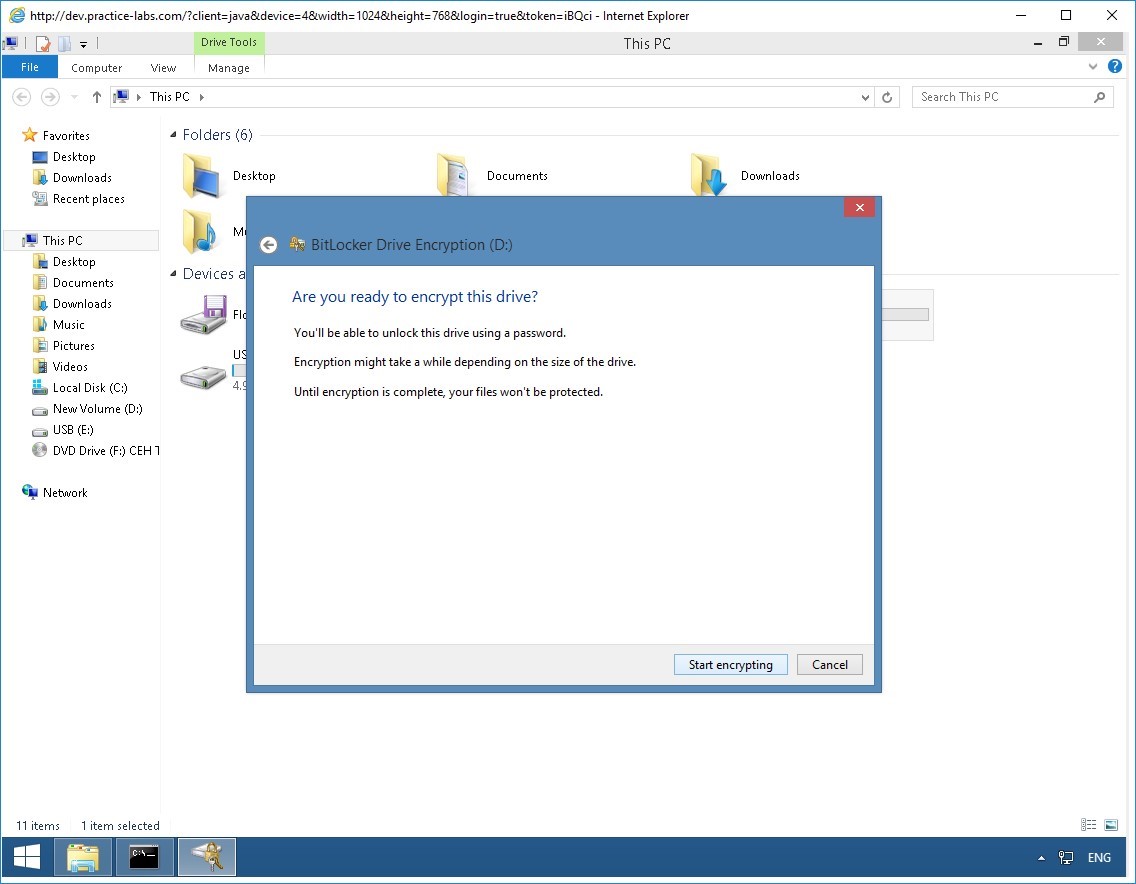 http://dev.practice-labs.com/?client=java&device=4&width=1024&height=768&login=true&token=iBQci - Internet Explorer
Drive Tools
This PC
File
Computer
View
Manage
This PC
Search This PC
Favorites
Desktop
Downloads
Recent places
This PC
Desktop
Documents
Downloads
Music
Pictures
Videos
Local Disk (C:)
New Volume (D:)
USB (E:)
DVD Drive (F:) CEH T
Network
Folders (6)
Desktop
Documents
Downloads
Devices a
BitLocker Drive Encryption (D:)
Are you ready to encrypt this drive?
You'll be able to unlock this drive using a password.
Encryption might take a while depending on the size of the drive.
Until encryption is complete, your files won't be protected.
Start encrypting
Cancel
11 items
1 item selected
C:\_
ENG